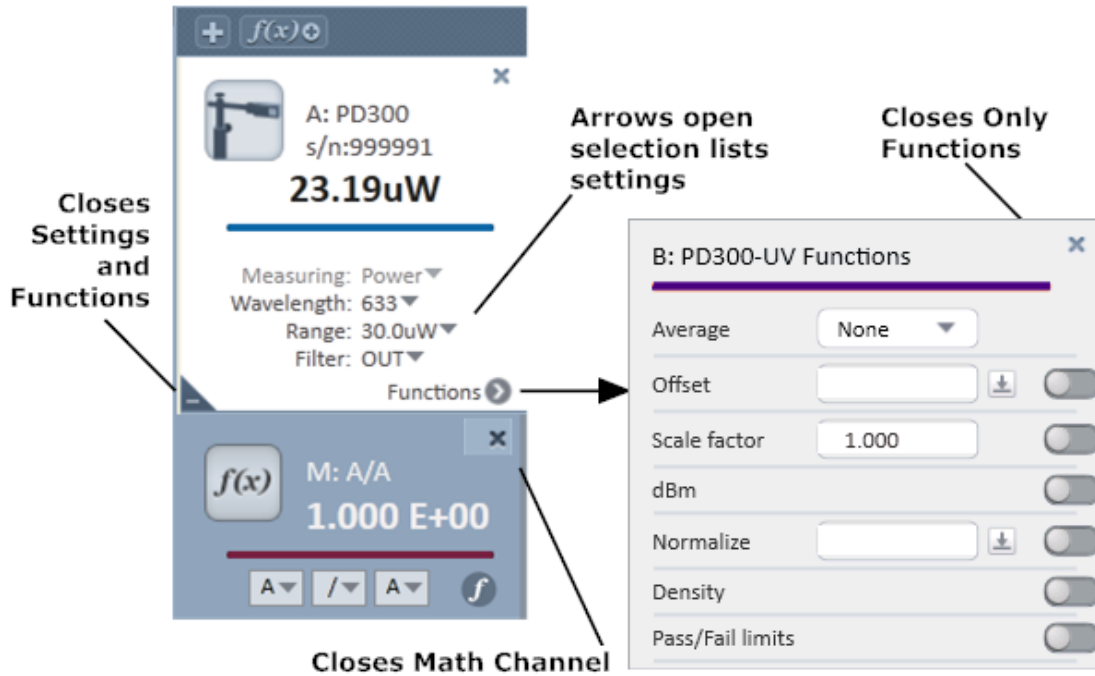 f(x)
A: PD300
s/n:999991
23.19uW
Measuring: Power
Wavelength: 633
Range: 30.0uW
Filter: OUT
Functions
f(x)
M: A/A
1.000 E+00
A / A f
Closes
Settings
and
Functions
Arrows open
selection lists
settings
Closes Only
Functions
Closes Math Channel
B: PD300-UV Functions
Average None
Offset
Scale factor 1.000
dBm
Normalize
Density
Pass/Fail limits